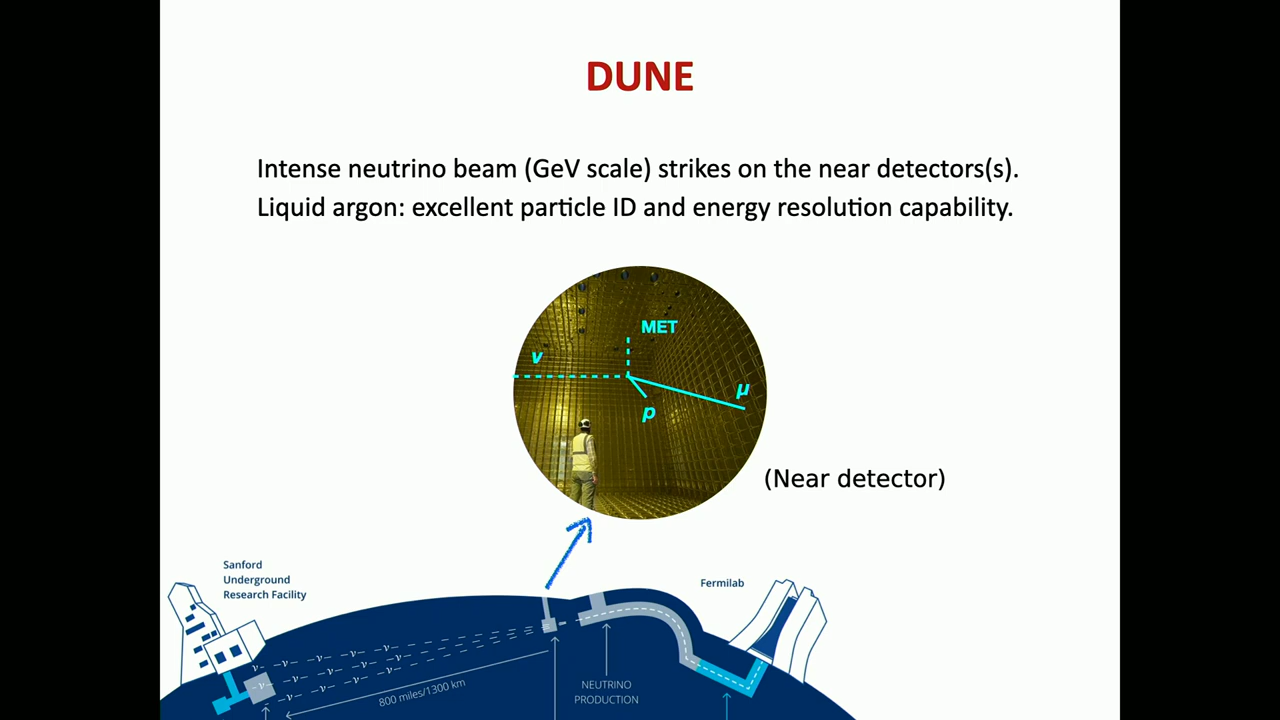 DUNE
Intense neutrino beam (GeV scale) strikes on the near detectors(s).
Liquid argon: excellent particle ID and energy resolution capability.
MET
ν
μ
p
(Near detector)
Sanford
Underground
Research Facility
Fermilab
ν ν ν ν
ν ν ν ν
ν ν ν ν
800 miles/1300 km
NEUTRINO
PRODUCTION